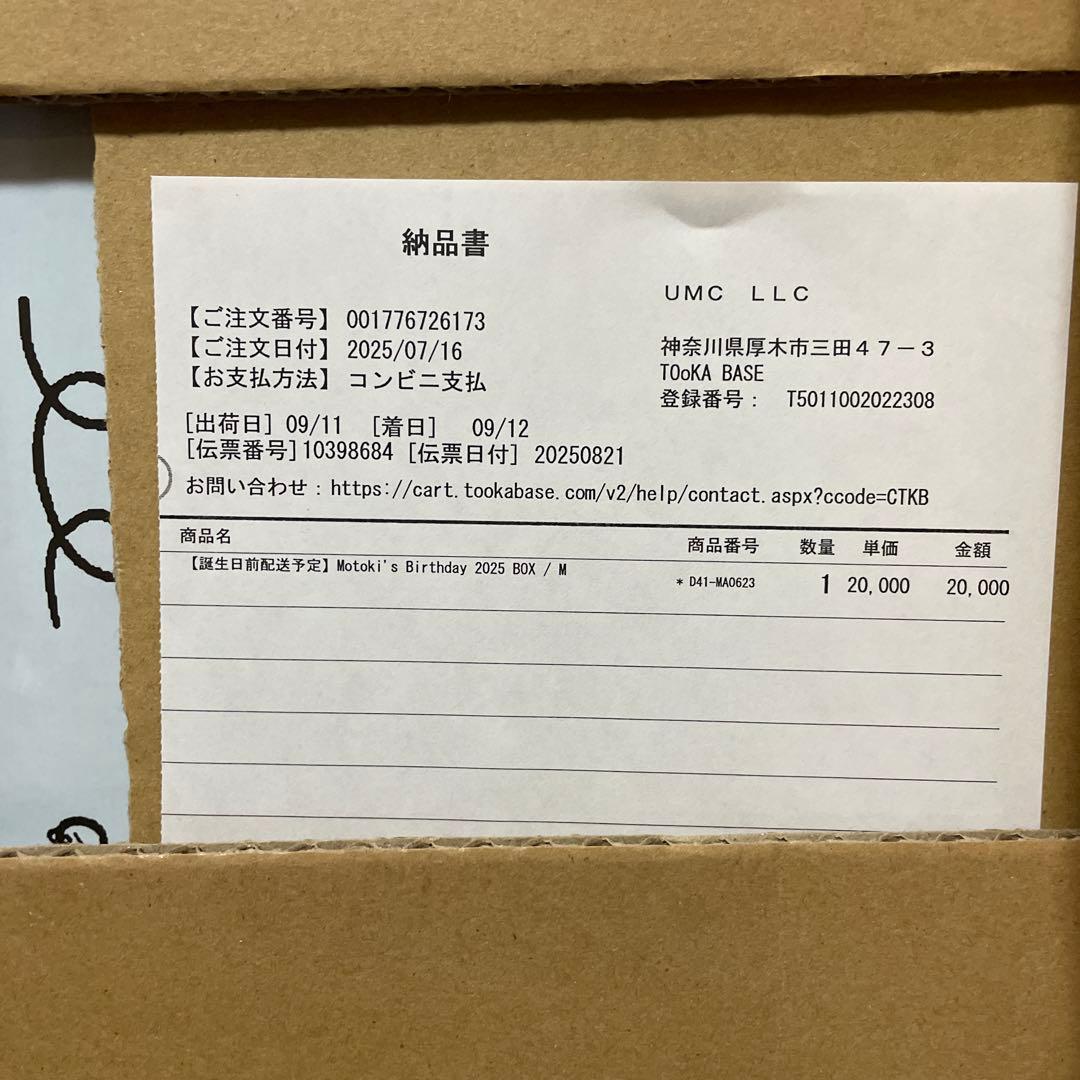 納品書
UMC LLC
【ご注文番号】 001776726173
【ご注文日付】 2025/07/16
【お支払方法】 コンビニ支払
神奈川県厚木市三田47-3
TOoKA BASE
登録番号: T5011002022308
[出荷日] 09/11 [着日] 09/12
[伝票番号]10398684 [伝票日付] 20250821
お問い合わせ:https://cart.tookabase.com/v2/help/contact.aspx?ccode=CTKB
商品名 商品番号 数量 単価 金額
【誕生日前配送予定】Motoki's Birthday 2025 BOX / M * D41-MA0623 1 20,000 20,000